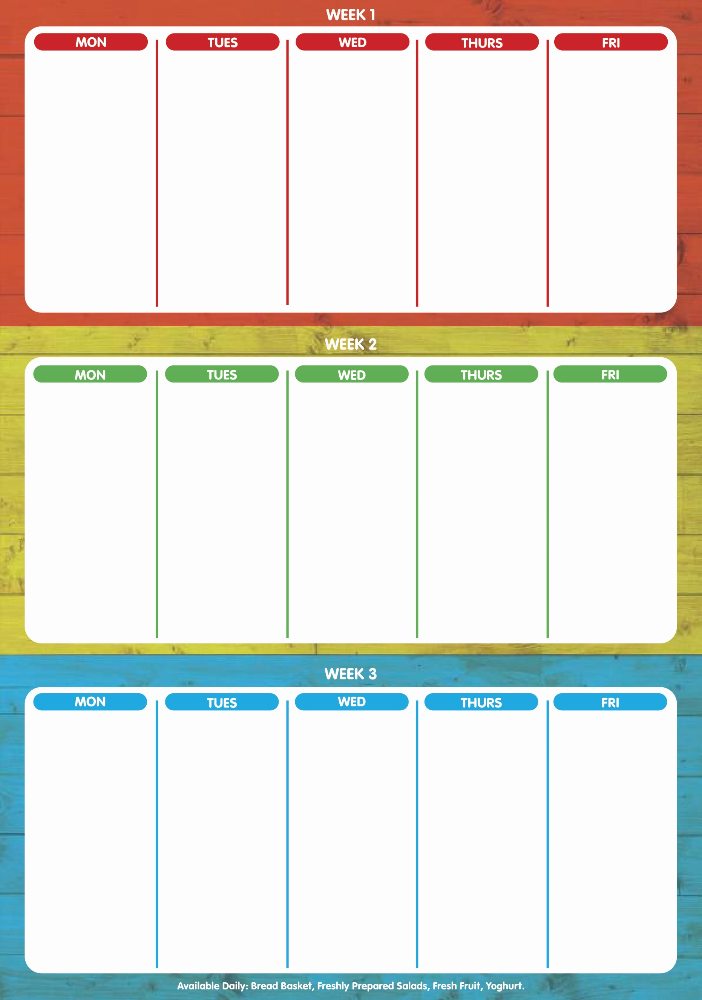 WEEK 1
MON TUES WED THURS FRI
WEEK 2
MON TUES WED THURS FRI
WEEK 3
MON TUES WED THURS FRI
Available Daily: Bread Basket, Freshly Prepared Salads, Fresh Fruit, Yoghurt.